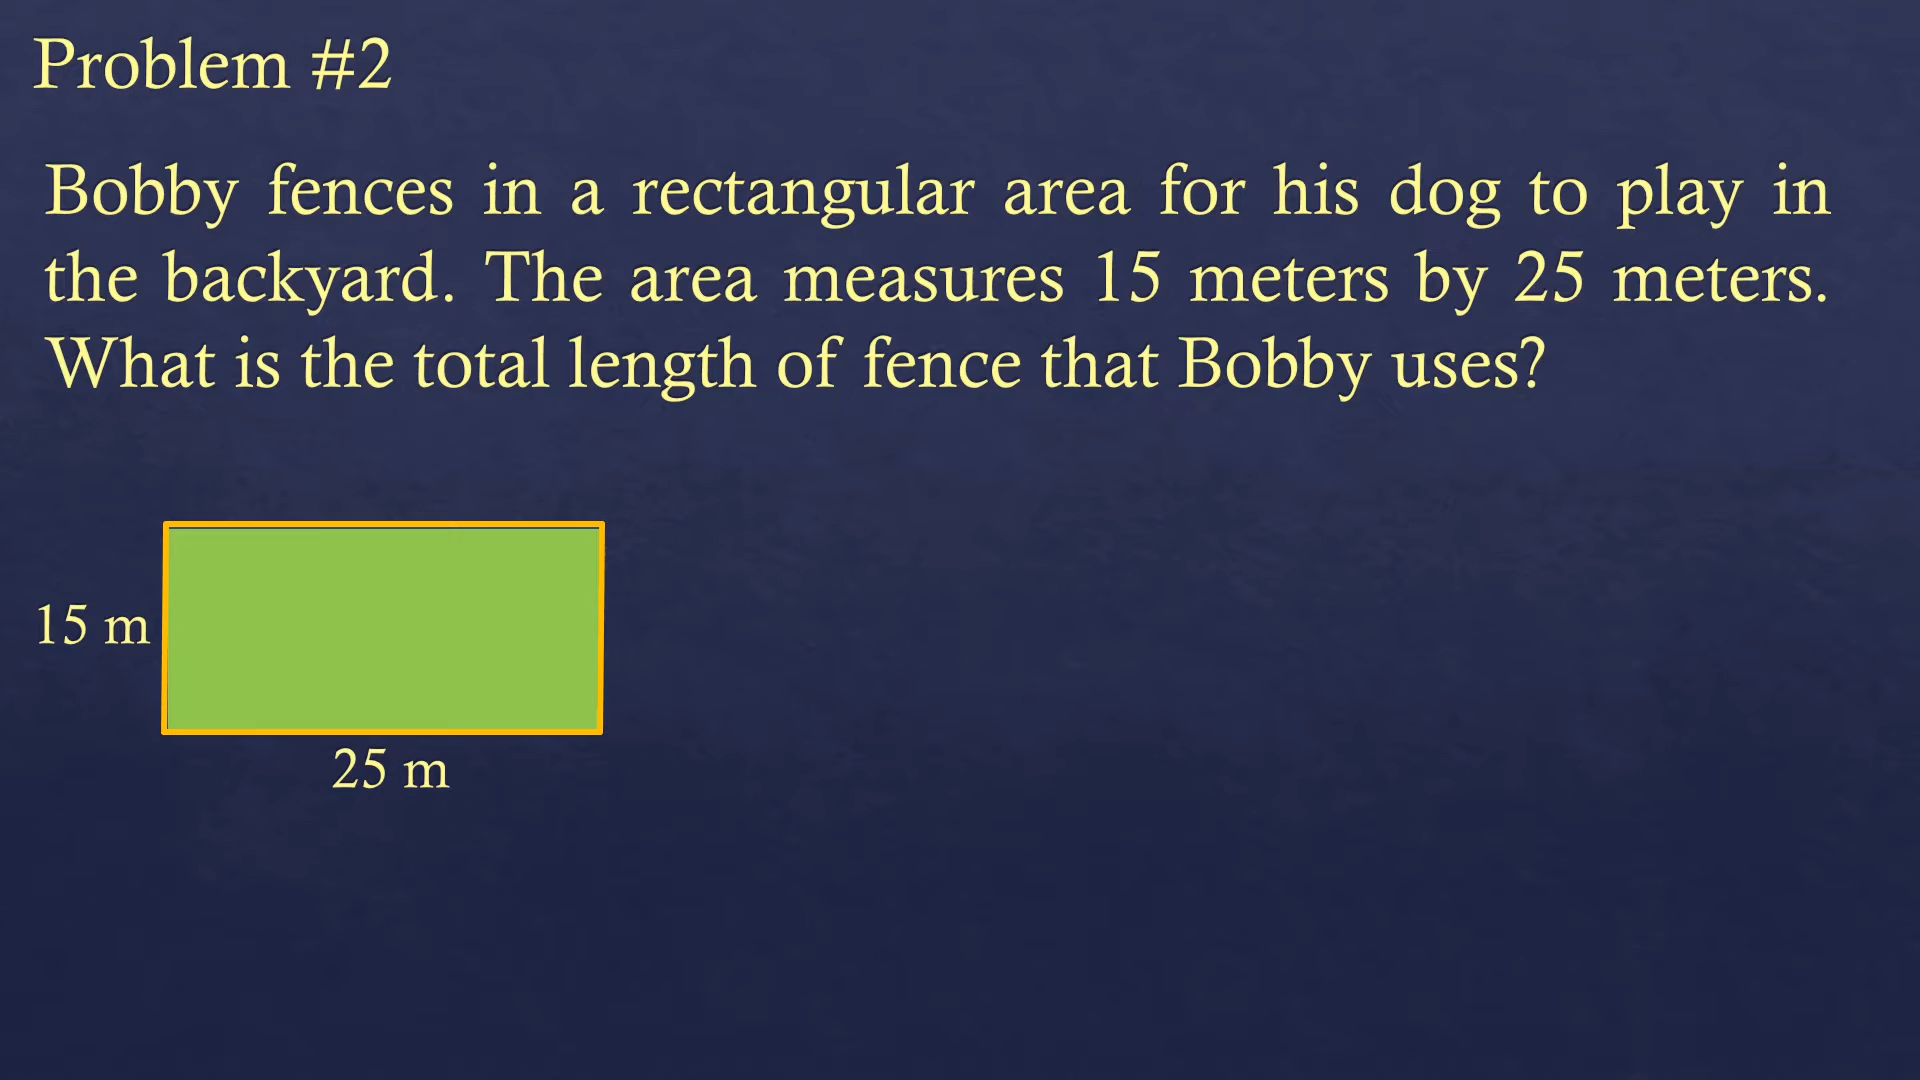 Problem #2
Bobby fences in a rectangular area for his dog to play in
the backyard. The area measures 15 meters by 25 meters.
What is the total length of fence that Bobby uses?
15 m
25 m